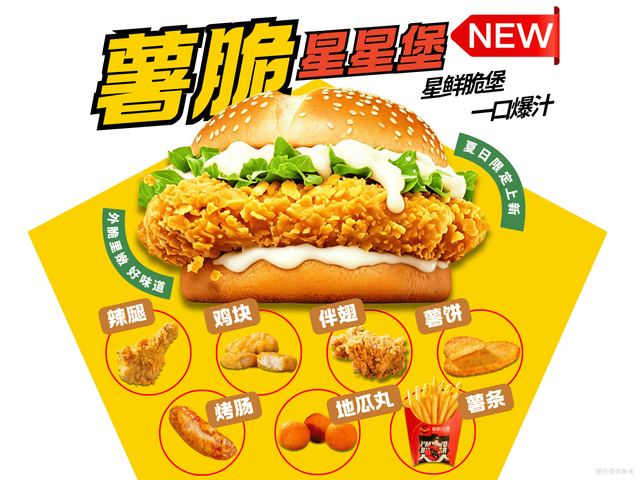 薯脆
星星堡
NEW
星鲜脆堡
一口爆汁
夏日限定上新
外脆里嫩 好味道
辣腿
鸡块
伴翅
薯饼
烤肠
地瓜丸
薯条
图片仅供参考